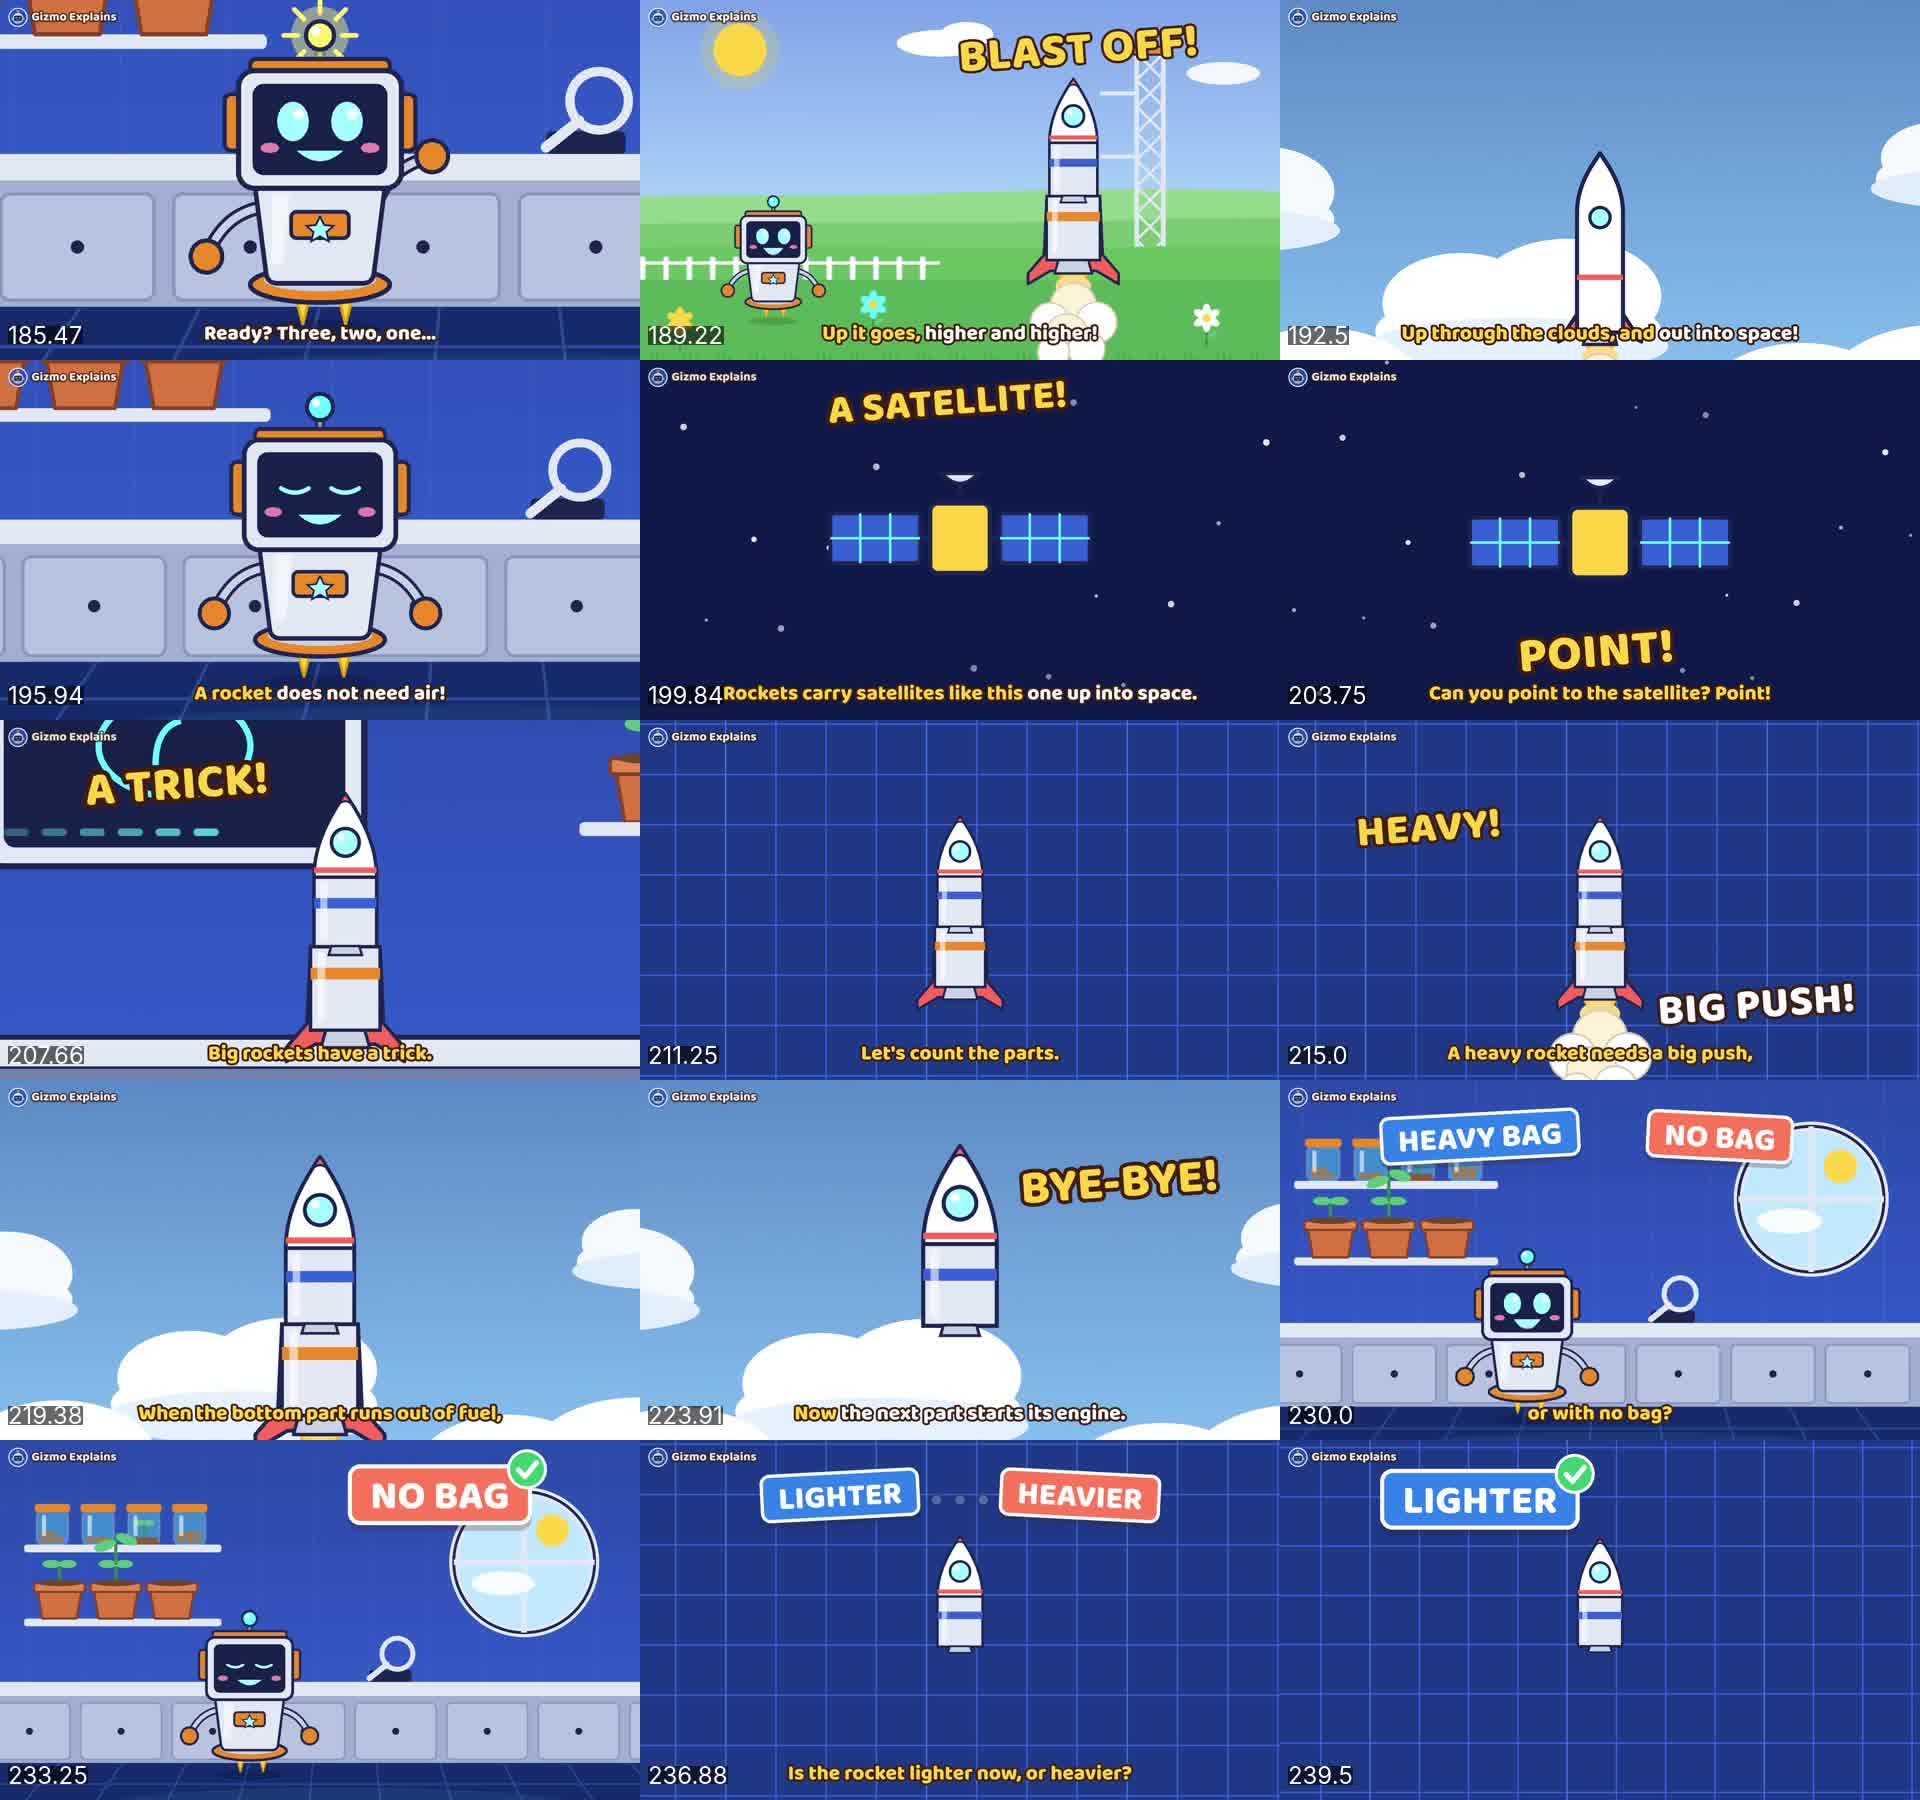 Gizmo Explains
185.47
Ready? Three, two, one...
Gizmo Explains
BLAST OFF!
189.22
Up it goes, higher and higher!
Gizmo Explains
192.5
Up through the clouds, and out into space!
Gizmo Explains
195.94
A rocket does not need air!
Gizmo Explains
A SATELLITE!
199.84
Rockets carry satellites like this one up into space.
Gizmo Explains
POINT!
203.75
Can you point to the satellite? Point!
Gizmo Explains
A TRICK!
207.66
Big rockets have a trick.
Gizmo Explains
211.25
Let's count the parts.
Gizmo Explains
HEAVY!
BIG PUSH!
215.0
A heavy rocket needs a big push,
Gizmo Explains
219.38
When the bottom part runs out of fuel,
Gizmo Explains
BYE-BYE!
223.91
Now the next part starts its engine.
Gizmo Explains
HEAVY BAG
NO BAG
230.0
or with no bag?
Gizmo Explains
NO BAG
233.25
Gizmo Explains
LIGHTER
HEAVIER
236.88
Is the rocket lighter now, or heavier?
Gizmo Explains
LIGHTER
239.5